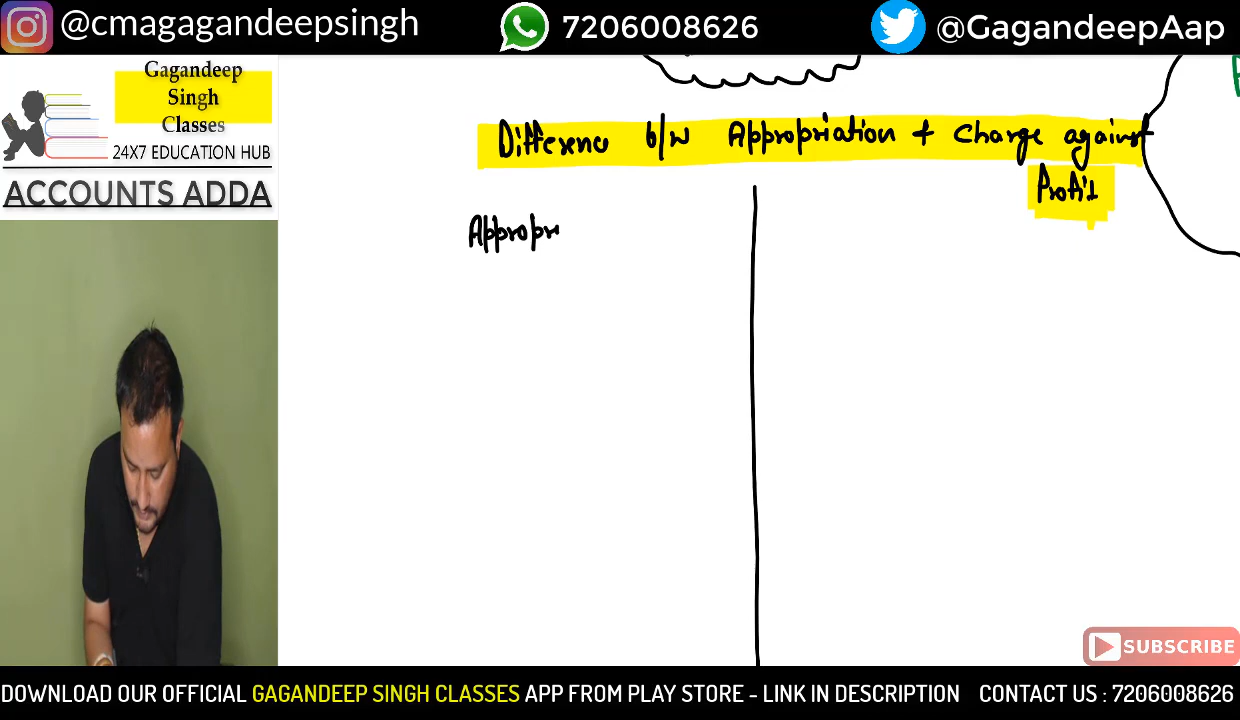 @cmagagandeepsingh 7206008626 @GagandeepAap
Gagandeep
Singh
Classes
24X7 EDUCATION HUB
ACCOUNTS ADDA
Difference b/w Appropriation + Charge against
Profit
Appropr
SUBSCRIBE
DOWNLOAD OUR OFFICIAL GAGANDEEP SINGH CLASSES APP FROM PLAY STORE - LINK IN DESCRIPTION CONTACT US : 7206008626